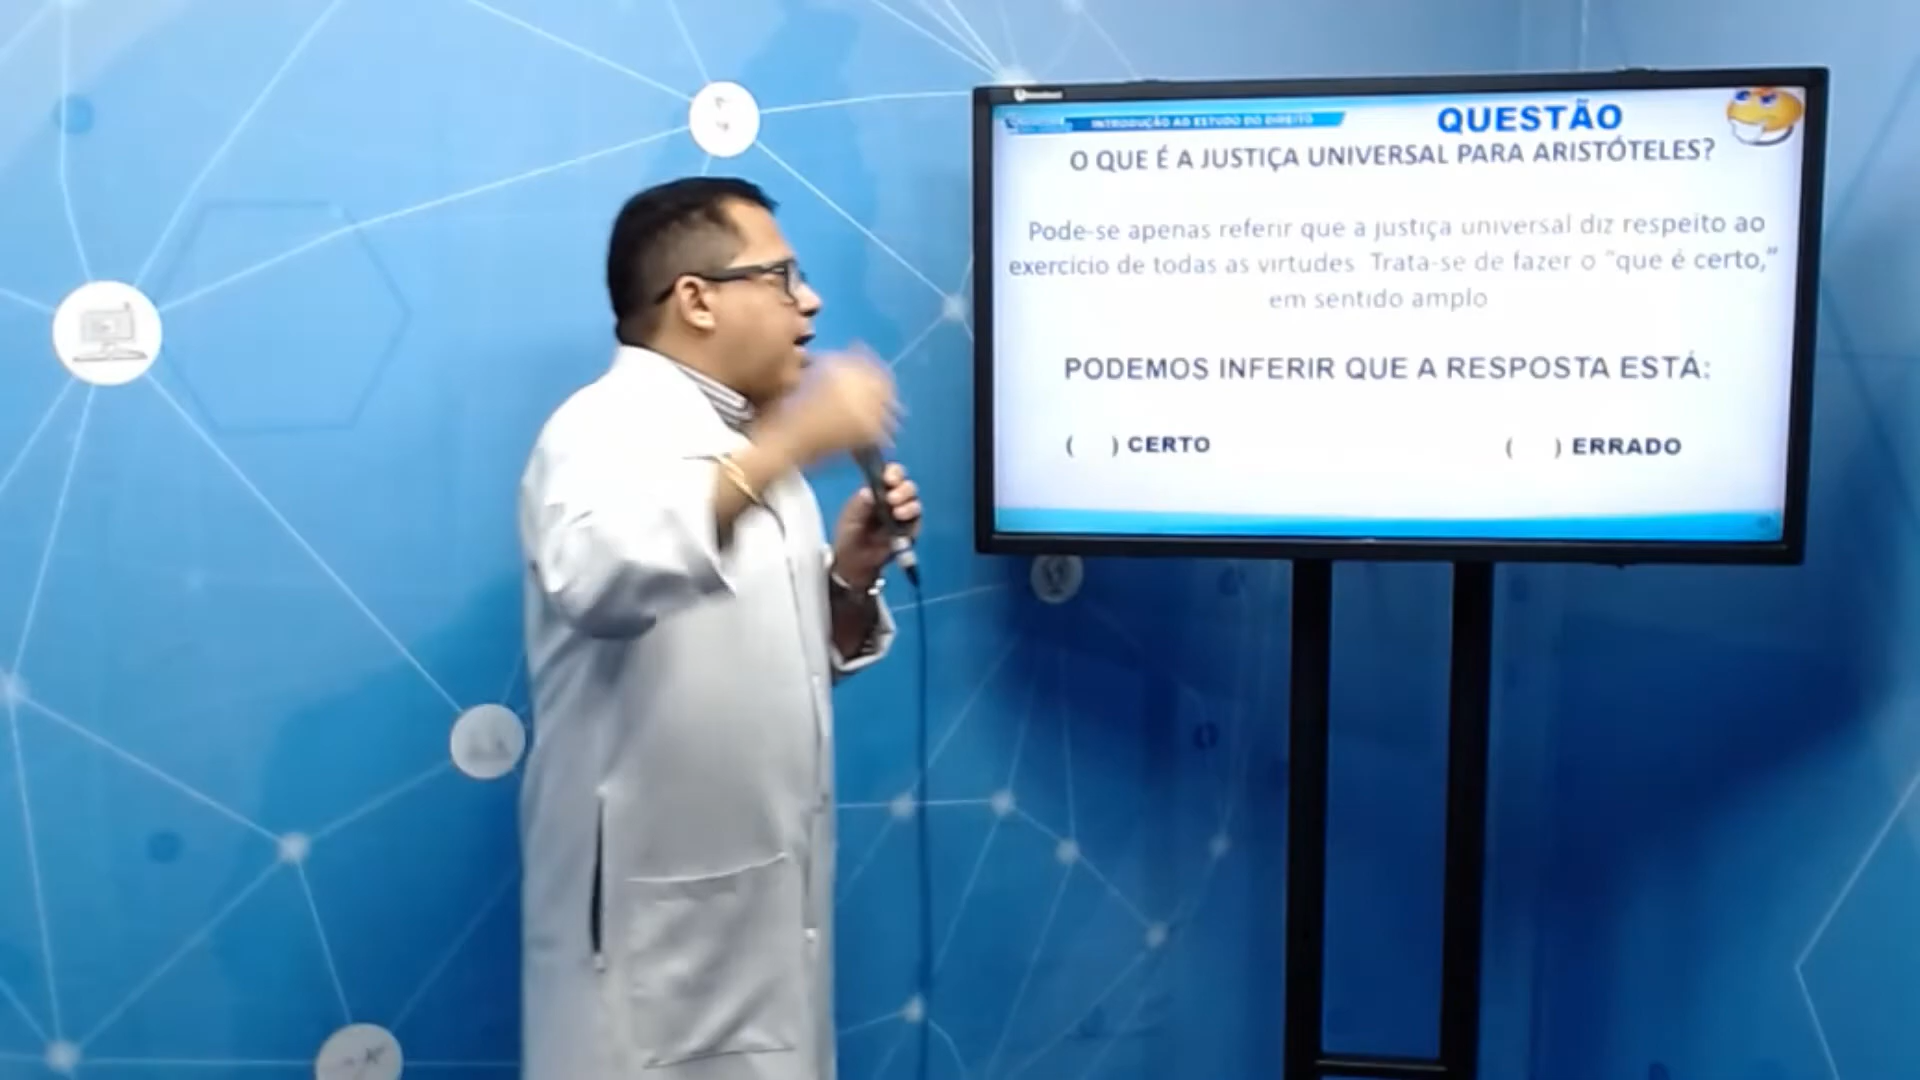 INTRODUÇÃO AO ESTUDO DO DIREITO
QUESTÃO
O QUE É A JUSTIÇA UNIVERSAL PARA ARISTÓTELES?
Pode-se apenas referir que a justiça universal diz respeito ao
exercício de todas as virtudes Trata-se de fazer o "que é certo,"
em sentido amplo
PODEMOS INFERIR QUE A RESPOSTA ESTÁ:
( ) CERTO ( ) ERRADO